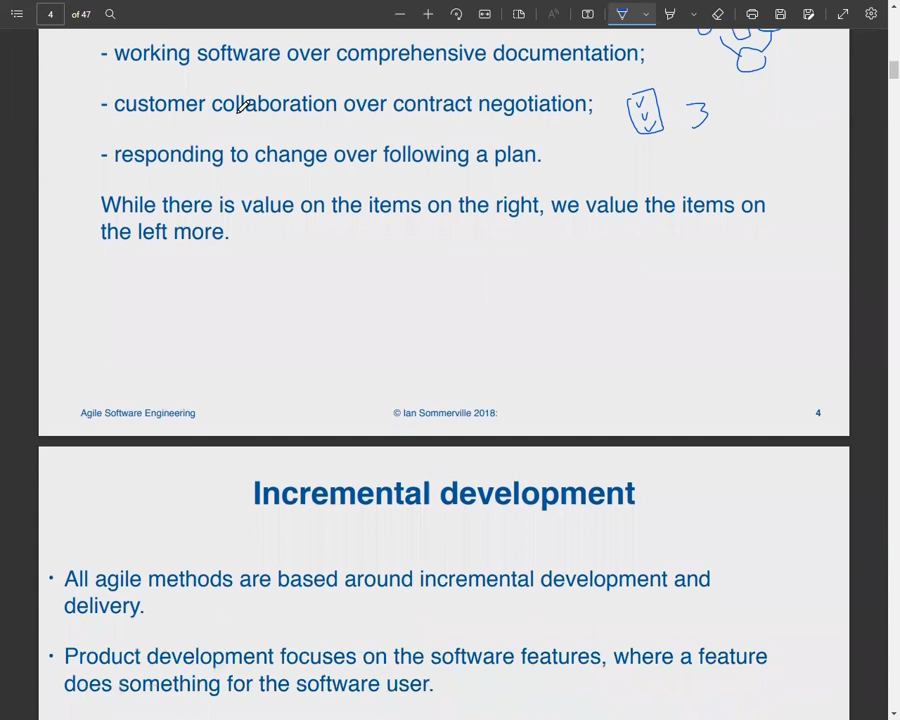 4 of 47
- working software over comprehensive documentation;
- customer collaboration over contract negotiation;
3
- responding to change over following a plan.
While there is value on the items on the right, we value the items on
the left more.
Agile Software Engineering © Ian Sommerville 2018: 4
Incremental development
• All agile methods are based around incremental development and
delivery.
• Product development focuses on the software features, where a feature
does something for the software user.